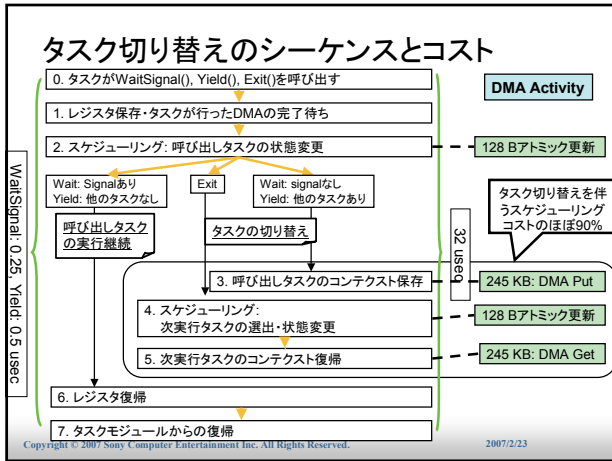 タスク切り替えのシーケンスとコスト
0. タスクがWaitSignal(), Yield(), Exit()を呼び出す
DMA Activity
1. レジスタ保存・タスクが行ったDMAの完了待ち
2. スケジューリング: 呼び出しタスクの状態変更
128 Bアトミック更新
Wait: Signalあり
Yield: 他のタスクなし
Exit
Wait: signalなし
Yield: 他のタスクあり
タスク切り替えを伴
うスケジューリング
コストのほぼ90%
呼び出しタスク
の実行継続
タスクの切り替え
WaitSignal: 0.25, Yield: 0.5 usec
32 usec
3. 呼び出しタスクのコンテクスト保存
245 KB: DMA Put
4. スケジューリング:
次実行タスクの選出・状態変更
128 Bアトミック更新
5. 次実行タスクのコンテクスト復帰
245 KB: DMA Get
6. レジスタ復帰
7. タスクモジュールからの復帰
Copyright © 2007 Sony Computer Entertainment Inc. All Rights Reserved.
2007/2/23